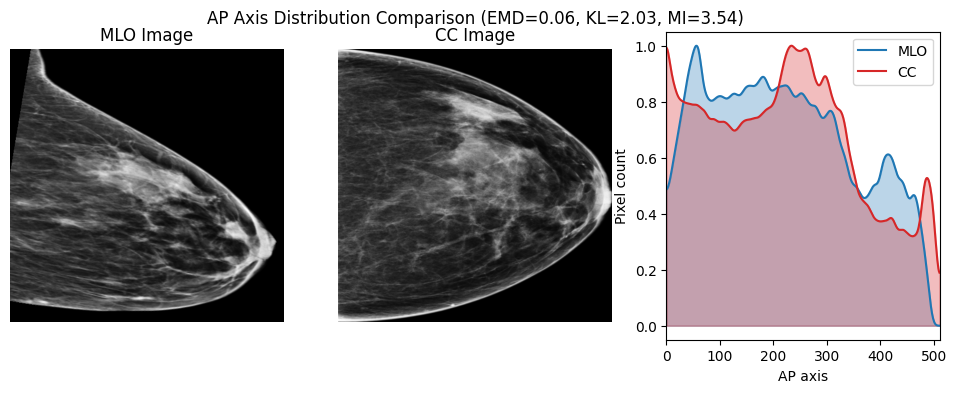 AP Axis Distribution Comparison (EMD=0.06, KL=2.03, MI=3.54)
MLO Image
CC Image
MLO
CC
Pixel count
1.0
0.8
0.6
0.4
0.2
0.0
0 100 200 300 400 500
AP axis